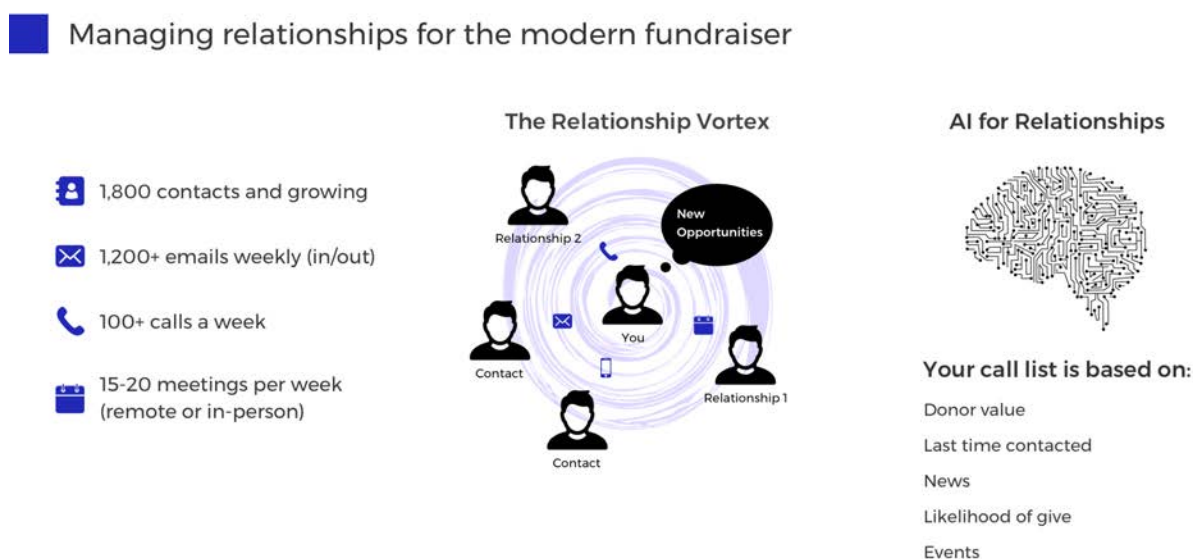 Managing relationships for the modern fundraiser
1,800 contacts and growing
1,200+ emails weekly (in/out)
100+ calls a week
15-20 meetings per week
(remote or in-person)
The Relationship Vortex
Relationship 2
New
Opportunities
You
Contact
Relationship 1
Contact
AI for Relationships
Your call list is based on:
Donor value
Last time contacted
News
Likelihood of give
Events